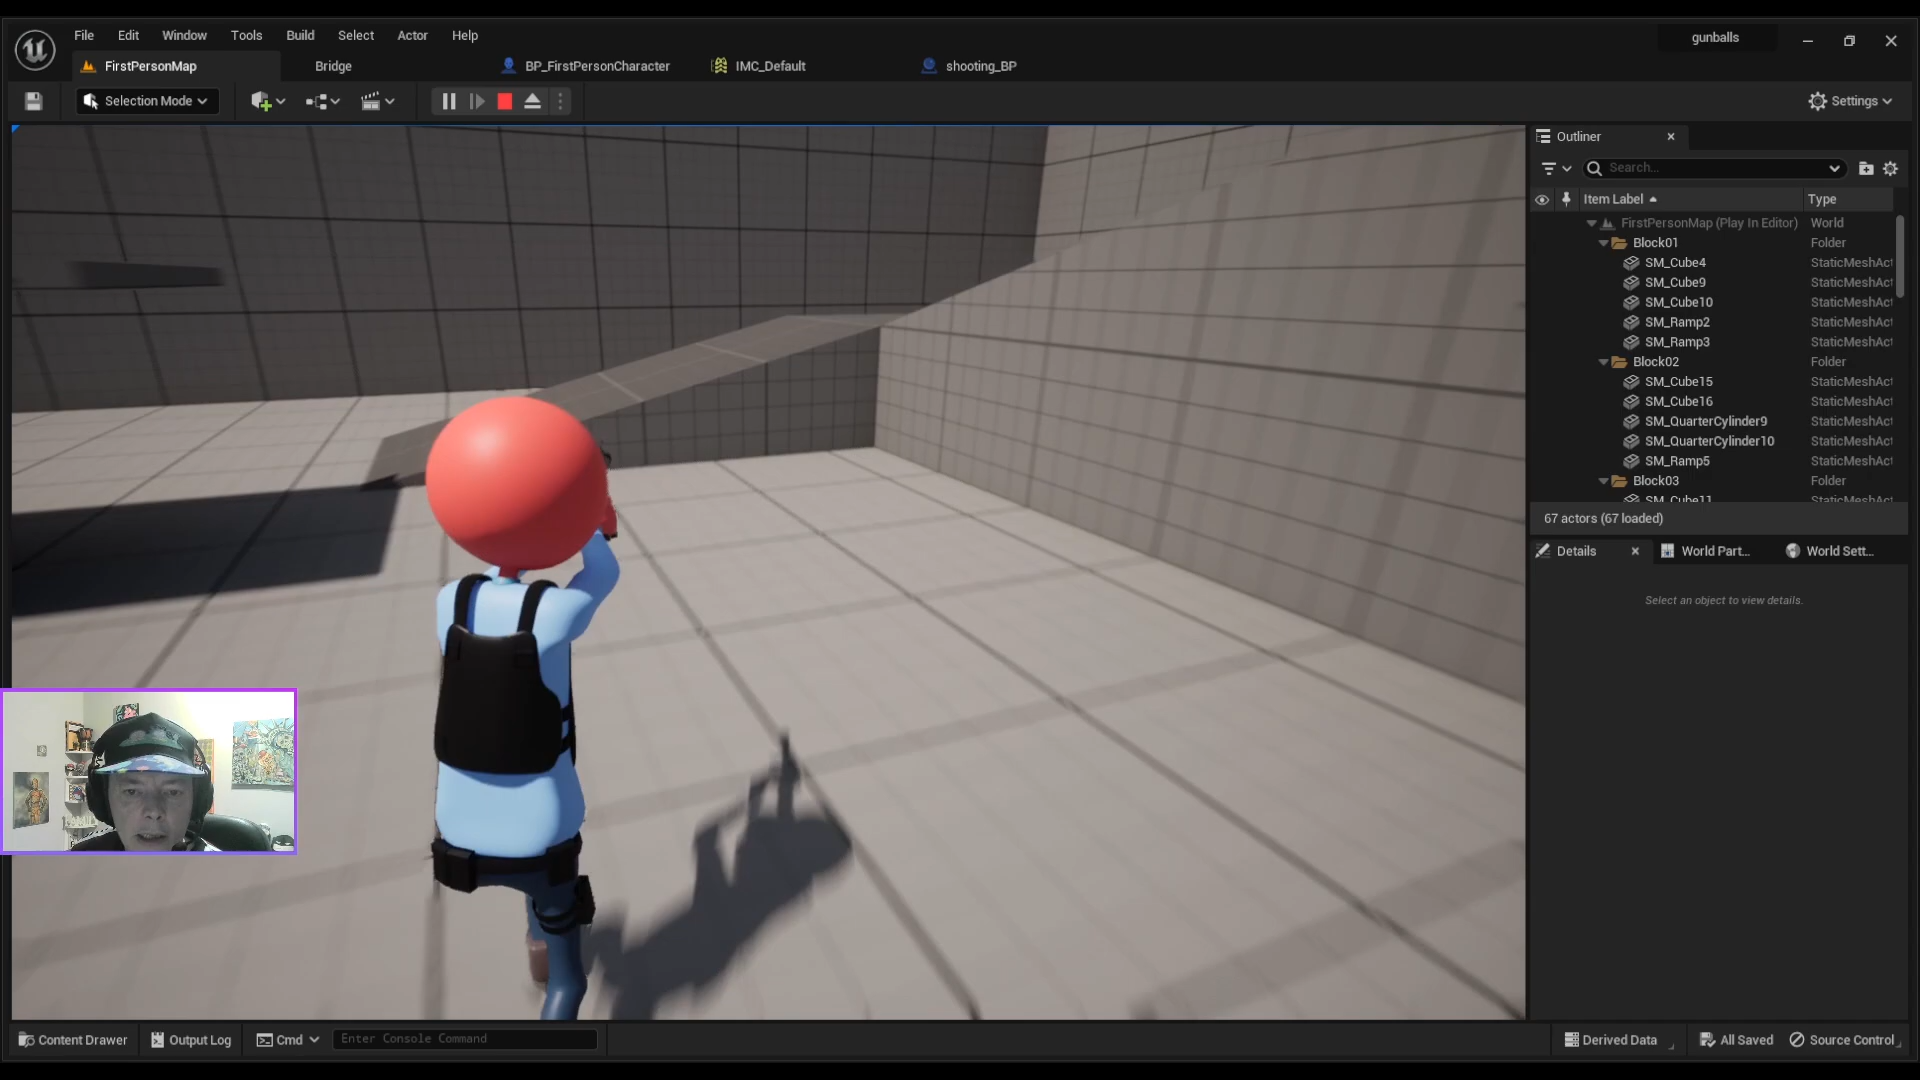 File Edit Window Tools Build Select Actor Help
gunballs
FirstPersonMap Bridge BP_FirstPersonCharacter IMC_Default shooting_BP
Selection Mode
Settings
Outliner
Search...
Item Label Type
FirstPersonMap (Play In Editor) World
Block01 Folder
SM_Cube4 StaticMeshAct
SM_Cube9 StaticMeshAct
SM_Cube10 StaticMeshAct
SM_Ramp2 StaticMeshAct
SM_Ramp3 StaticMeshAct
Block02 Folder
SM_Cube15 StaticMeshAct
SM_Cube16 StaticMeshAct
SM_QuarterCylinder9 StaticMeshAct
SM_QuarterCylinder10 StaticMeshAct
SM_Ramp5 StaticMeshAct
Block03 Folder
SM_Cube11 StaticMeshAct
67 actors (67 loaded)
Details World Part... World Sett...
Select an object to view details.
Content Drawer Output Log Cmd Enter Console Command
Derived Data All Saved Source Control